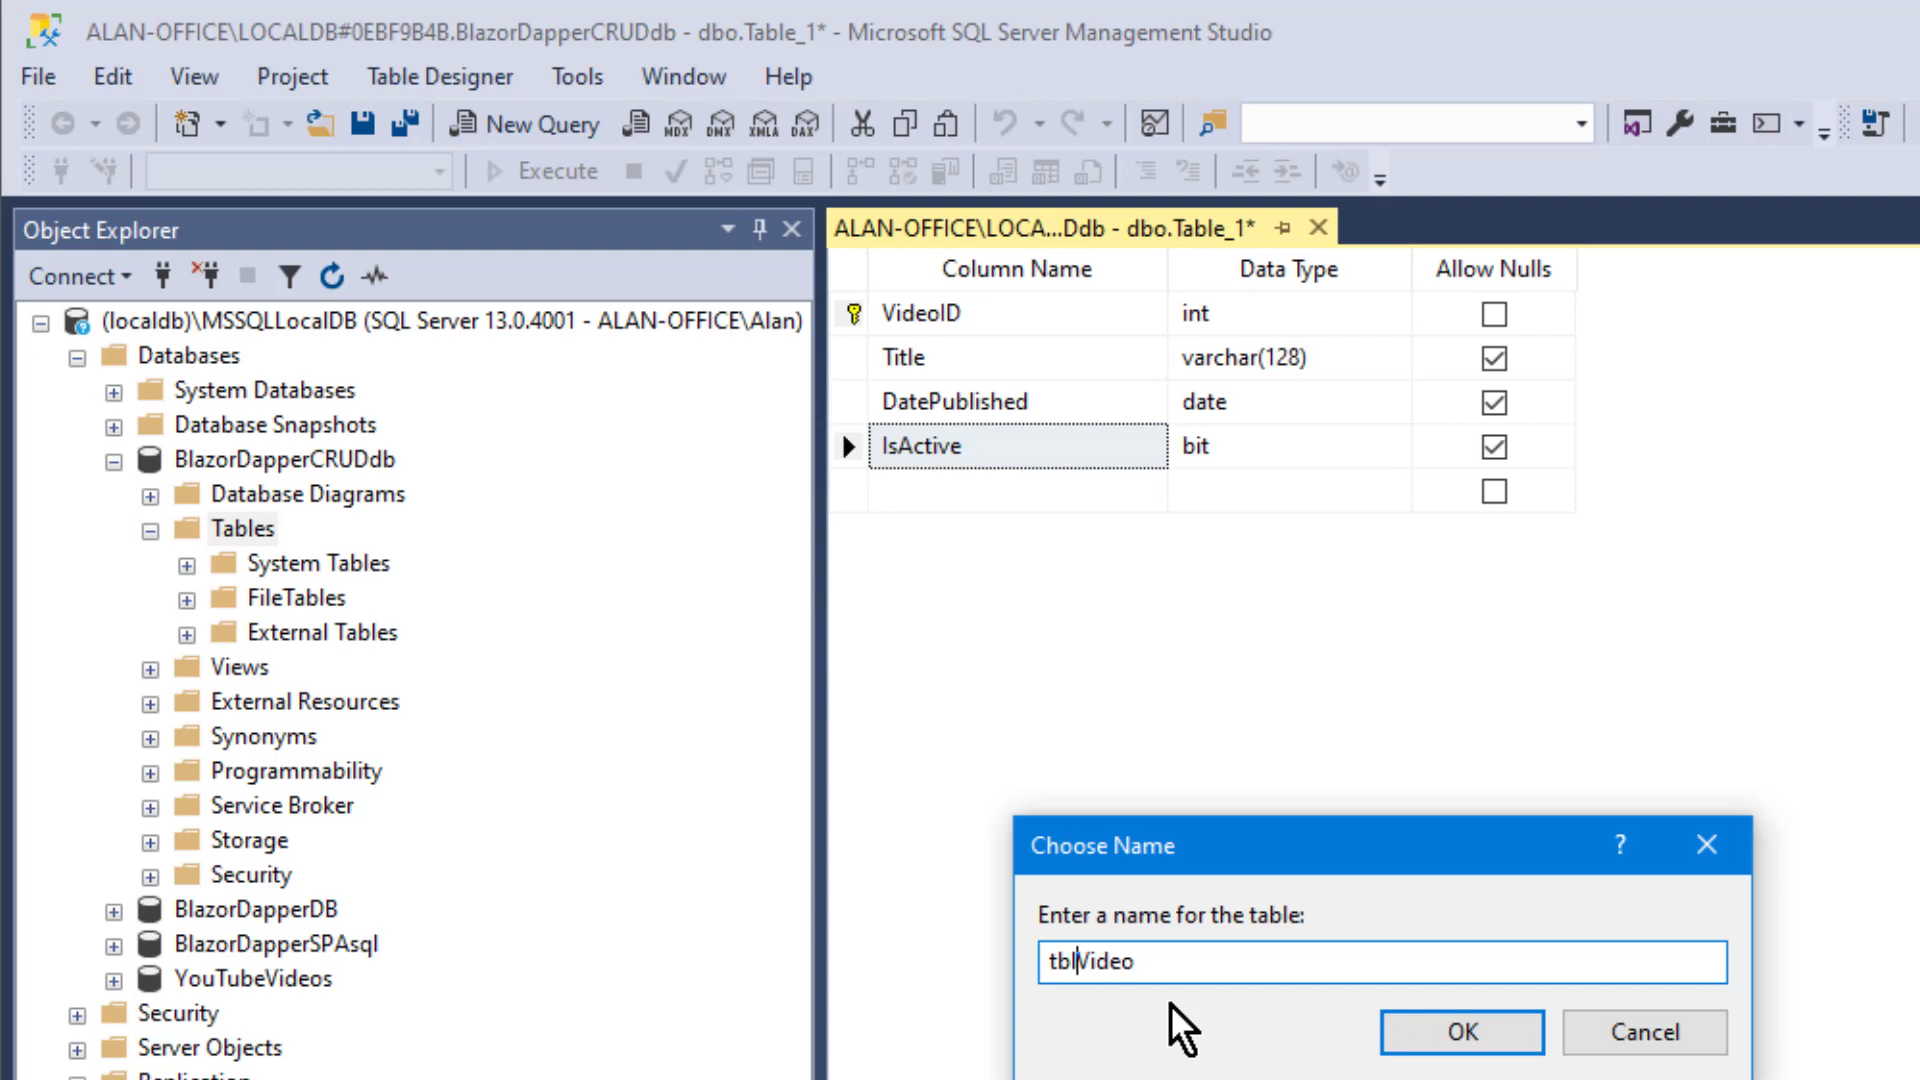 ALAN-OFFICE\LOCALDB#0EBF9B4B.BlazorDapperCRUDdb - dbo.Table_1* - Microsoft SQL Server Management Studio
File Edit View Project Table Designer Tools Window Help
New Query MDX DMX XMLA DAX
Execute
Object Explorer
Connect
(localdb)\MSSQLLocalDB (SQL Server 13.0.4001 - ALAN-OFFICE\Alan)
Databases
System Databases
Database Snapshots
BlazorDapperCRUDdb
Database Diagrams
Tables
System Tables
FileTables
External Tables
Views
External Resources
Synonyms
Programmability
Service Broker
Storage
Security
BlazorDapperDB
BlazorDapperSPAsql
YouTubeVideos
Security
Server Objects
Replication
ALAN-OFFICE\LOCA...Ddb - dbo.Table_1*
Column Name Data Type Allow Nulls
VideoID int
Title varchar(128)
DatePublished date
IsActive bit
Choose Name ?
Enter a name for the table:
tblVideo
OK Cancel